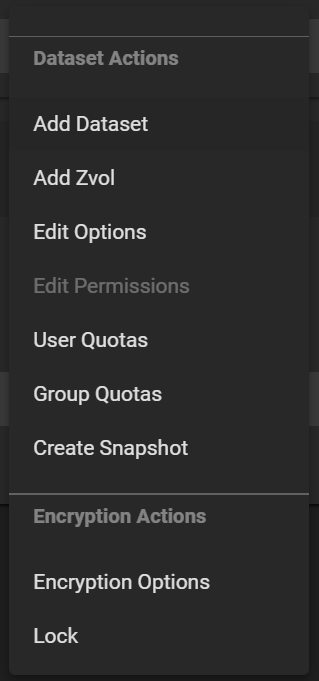 Dataset Actions
Add Dataset
Add Zvol
Edit Options
Edit Permissions
User Quotas
Group Quotas
Create Snapshot
Encryption Actions
Encryption Options
Lock